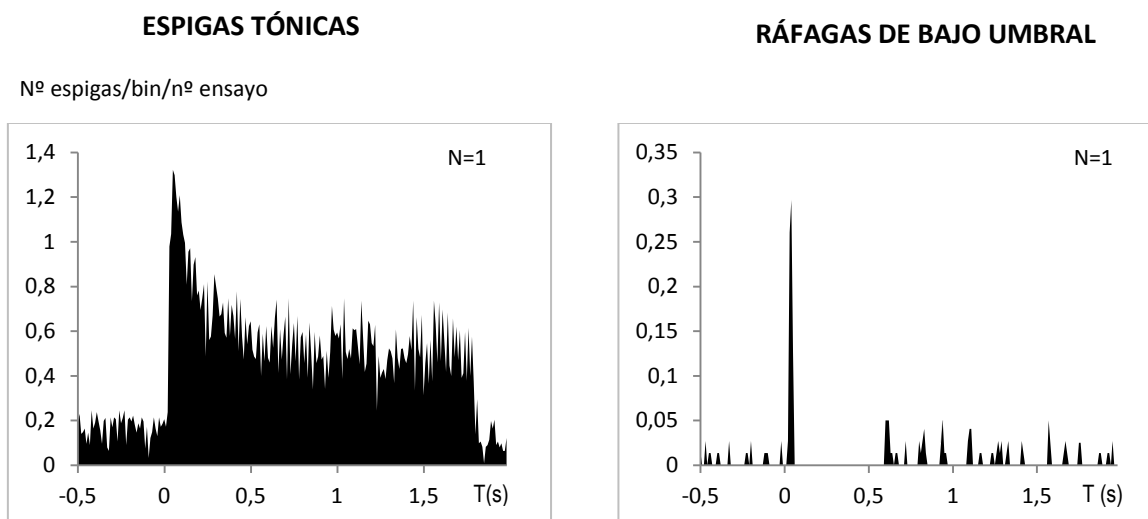 ESPIGAS TÓNICAS
RÁFAGAS DE BAJO UMBRAL
Nº espigas/bin/nº ensayo
N=1
1,4
1,2
1
0,8
0,6
0,4
0,2
0
-0,5 0 0,5 1 1,5 T(s)
N=1
0,35
0,3
0,25
0,2
0,15
0,1
0,05
0
-0,5 0 0,5 1 1,5 T (s)